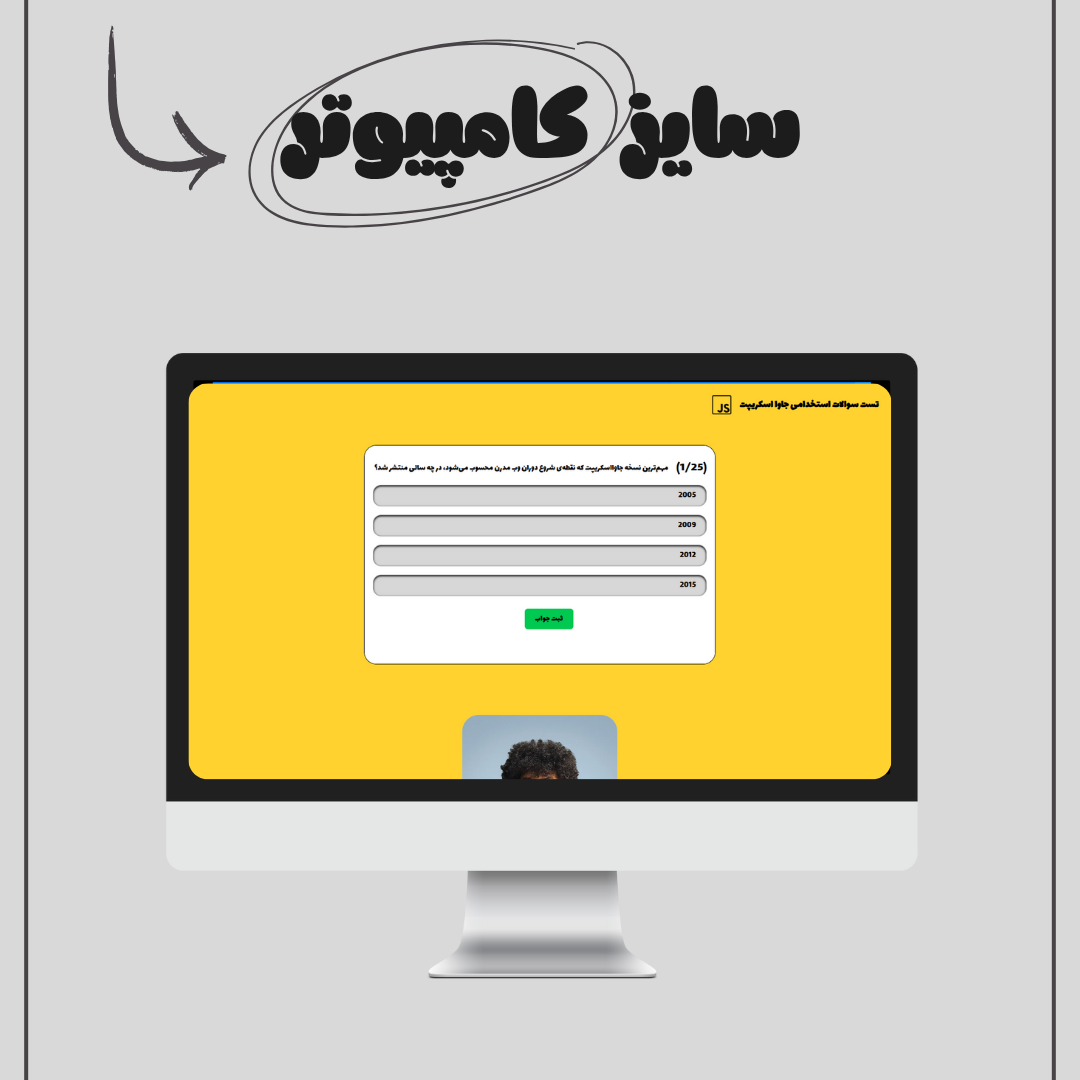 سایز کامپیوتر
تست سوالات استخدامی جاوا اسکریپت
JS
(1/25) مهم‌ترین نسخه جاوااسکریپت که نقطه‌ی شروع دوران وب مدرن محسوب می‌شود، در چه سالی منتشر شد؟
2005
2009
2012
2015
ثبت جواب